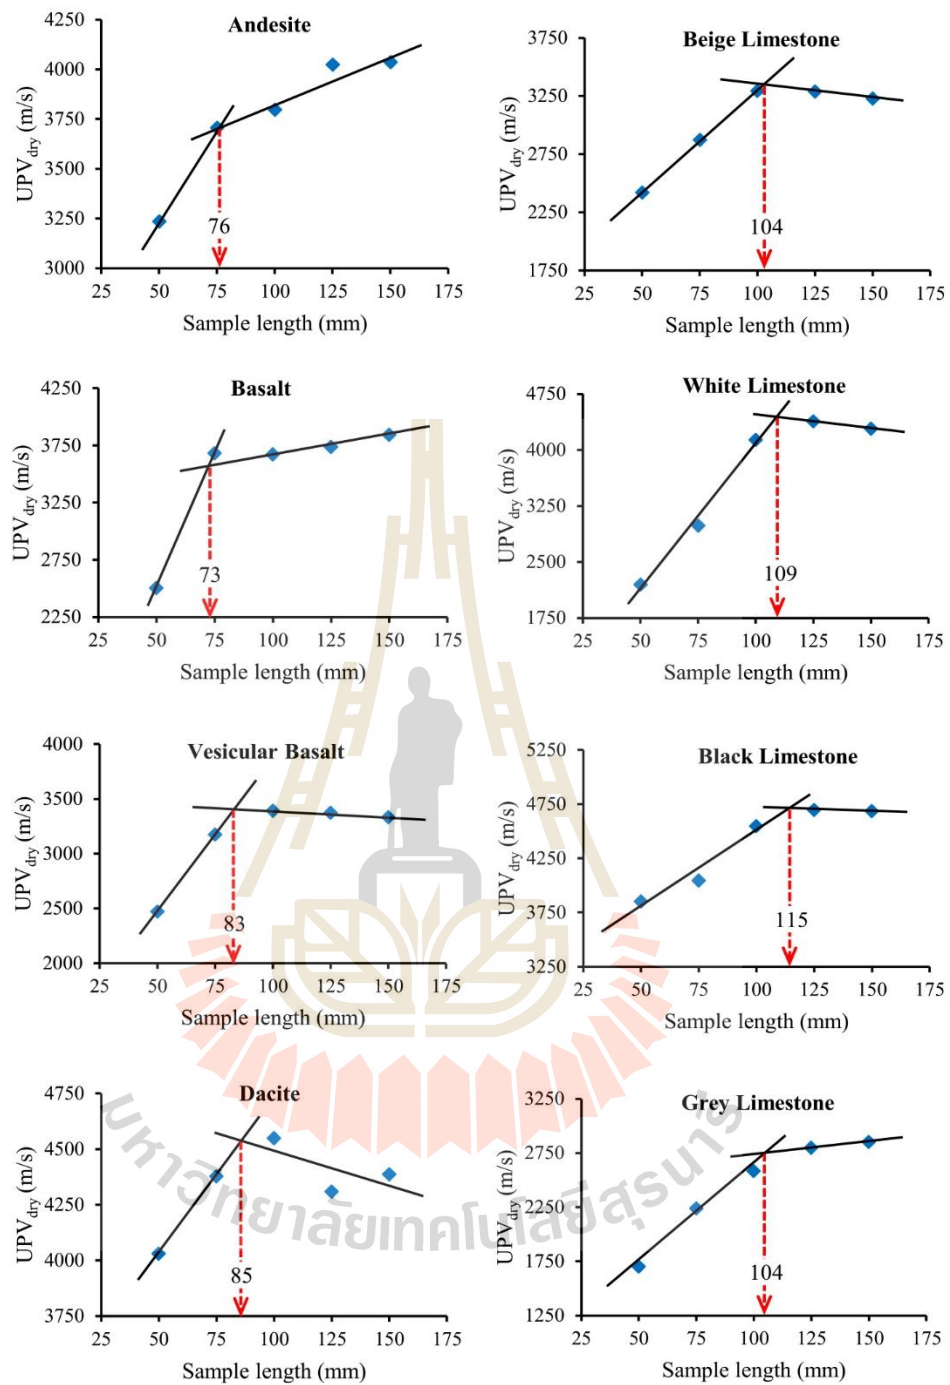 Andesite
4250
4000
3750
3500
3250
3000
UPVdry (m/s)
76
25 50 75 100 125 150 175
Sample length (mm)
Beige Limestone
3750
3250
2750
2250
1750
UPVdry (m/s)
104
25 50 75 100 125 150 175
Sample length (mm)
Basalt
4250
3750
3250
2750
2250
UPVdry (m/s)
73
25 50 75 100 125 150 175
Sample length (mm)
White Limestone
4750
4000
3250
2500
1750
UPVdry (m/s)
109
25 50 75 100 125 150 175
Sample length (mm)
Vesicular Basalt
4000
3500
3000
2500
2000
UPVdry (m/s)
83
25 50 75 100 125 150 175
Sample length (mm)
Black Limestone
5250
4750
4250
3750
3250
UPVdry (m/s)
115
25 50 75 100 125 150 175
Sample length (mm)
Dacite
4750
4500
4250
4000
3750
UPVdry (m/s)
85
25 50 75 100 125 150 175
Sample length (mm)
Grey Limestone
3250
2750
2250
1750
1250
UPVdry (m/s)
104
25 50 75 100 125 150 175
Sample length (mm)
มหาวิทยาลัยเทคโนโลยีสุรนารี